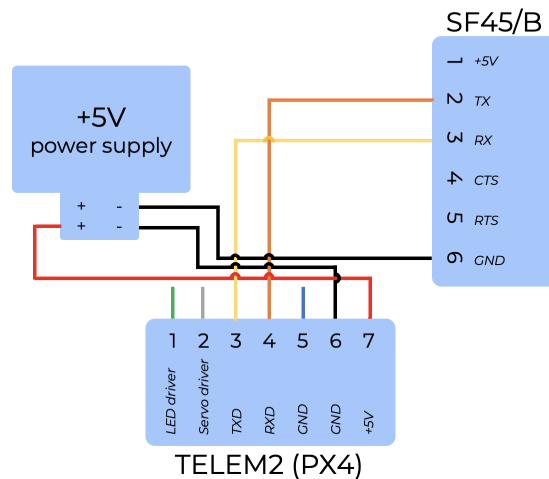 SF45/B
1 +5V
2 TX
3 RX
4 CTS
5 RTS
6 GND
+5V
power supply
+ -
+ -
1 2 3 4 5 6 7
LED driver
Servo driver
TXD
RXD
GND
GND
+5V
TELEM2 (PX4)